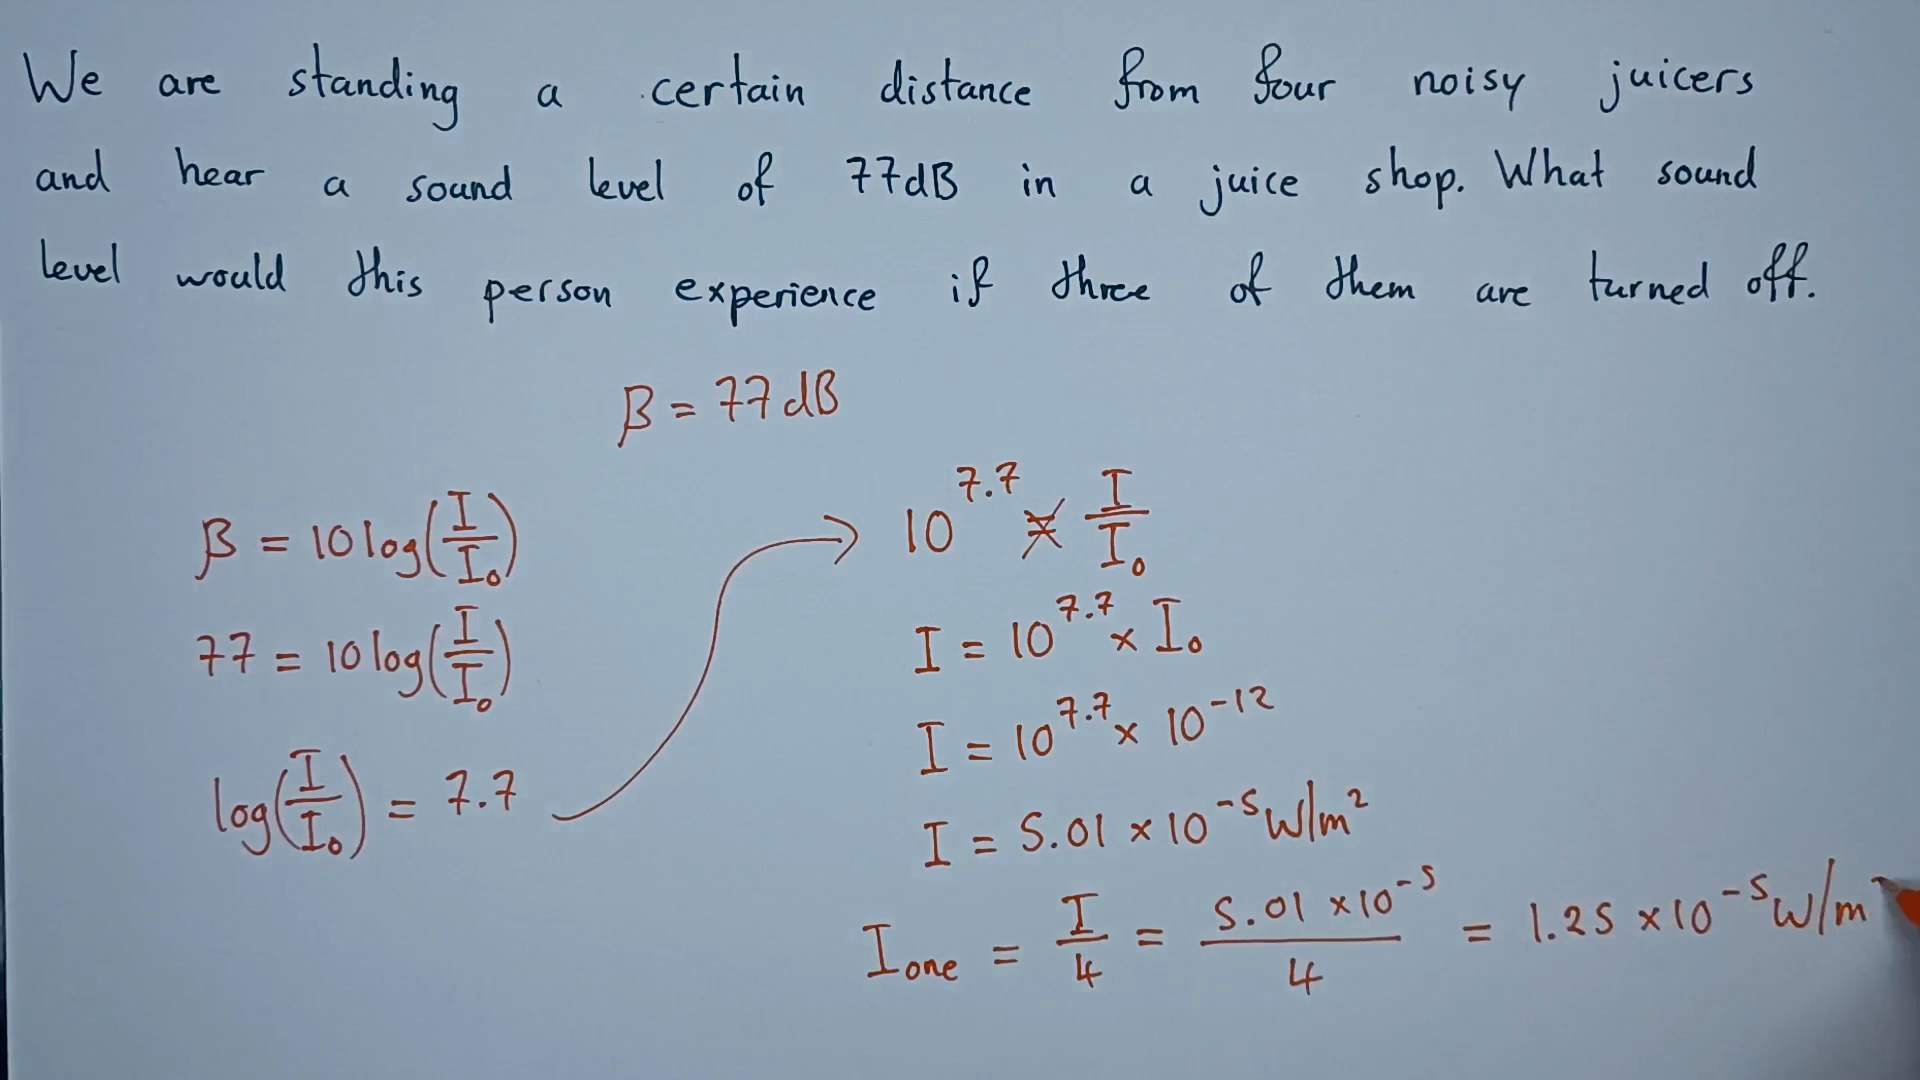 We are standing a certain distance from four noisy juicers
and hear a sound level of 77dB in a juice shop. What sound
level would this person experience if three of them are turned off.
β = 77dB
β = 10log(I/I₀)
77 = 10log(I/I₀)
log(I/I₀) = 7.7
10^7.7 = I/I₀
I = 10^7.7 × I₀
I = 10^7.7 × 10^-12
I = 5.01 × 10^-5 W/m²
I one = I/4 = 5.01 × 10^-5 / 4 = 1.25 × 10^-5 W/m